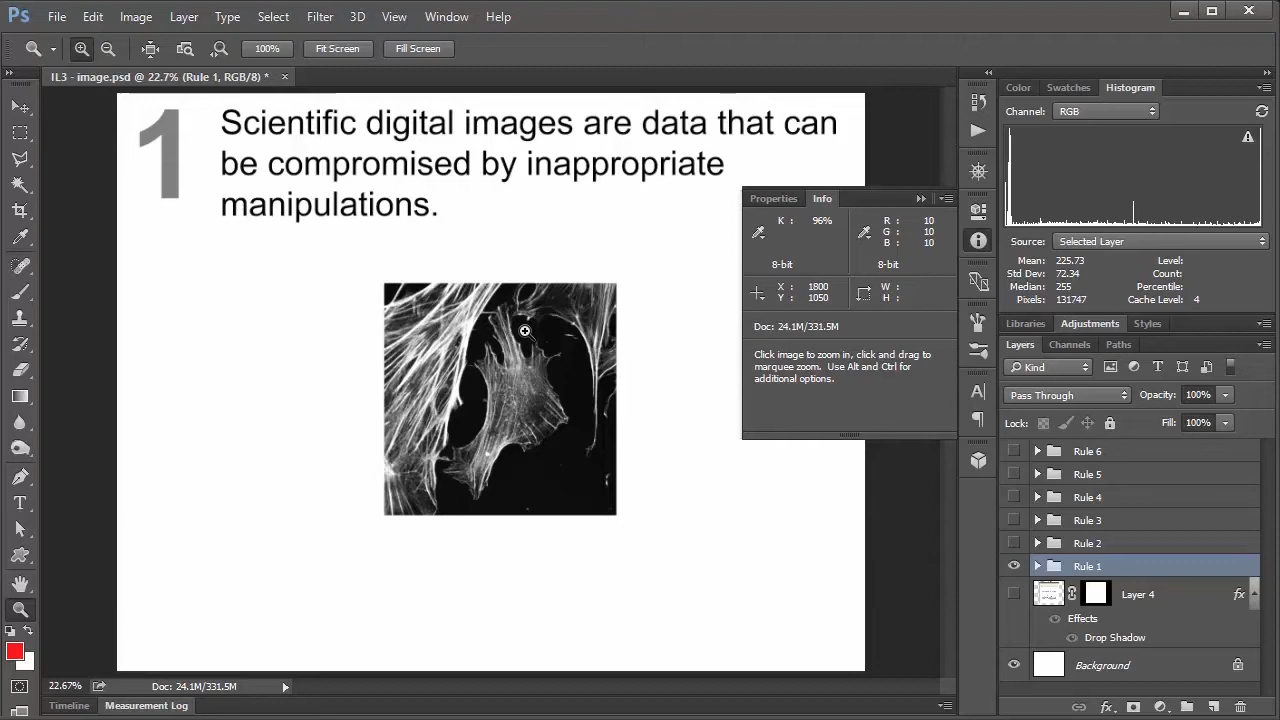 Ps File Edit Image Layer Type Select Filter 3D View Window Help
100% Fit Screen Fill Screen
IL3 - image.psd @ 22.7% (Rule 1, RGB/8) *
1
Scientific digital images are data that can
be compromised by inappropriate
manipulations.
Properties Info
K : 96%
R : 10
G : 10
B : 10
8-bit 8-bit
X : 1800
Y : 1050
W :
H :
Doc: 24.1M/331.5M
Click image to zoom in, click and drag to
marquee zoom. Use Alt and Ctrl for
additional options.
Color Swatches Histogram
Channel: RGB
Source: Selected Layer
Mean: 225.73 Level:
Std Dev: 72.34 Count:
Median: 255 Percentile:
Pixels: 131747 Cache Level: 4
Libraries Adjustments Styles
Layers Channels Paths
Kind
Pass Through Opacity: 100%
Lock: Fill: 100%
Rule 6
Rule 5
Rule 4
Rule 3
Rule 2
Rule 1
Layer 4 fx
Effects
Drop Shadow
Background
22.67% Doc: 24.1M/331.5M
Timeline Measurement Log